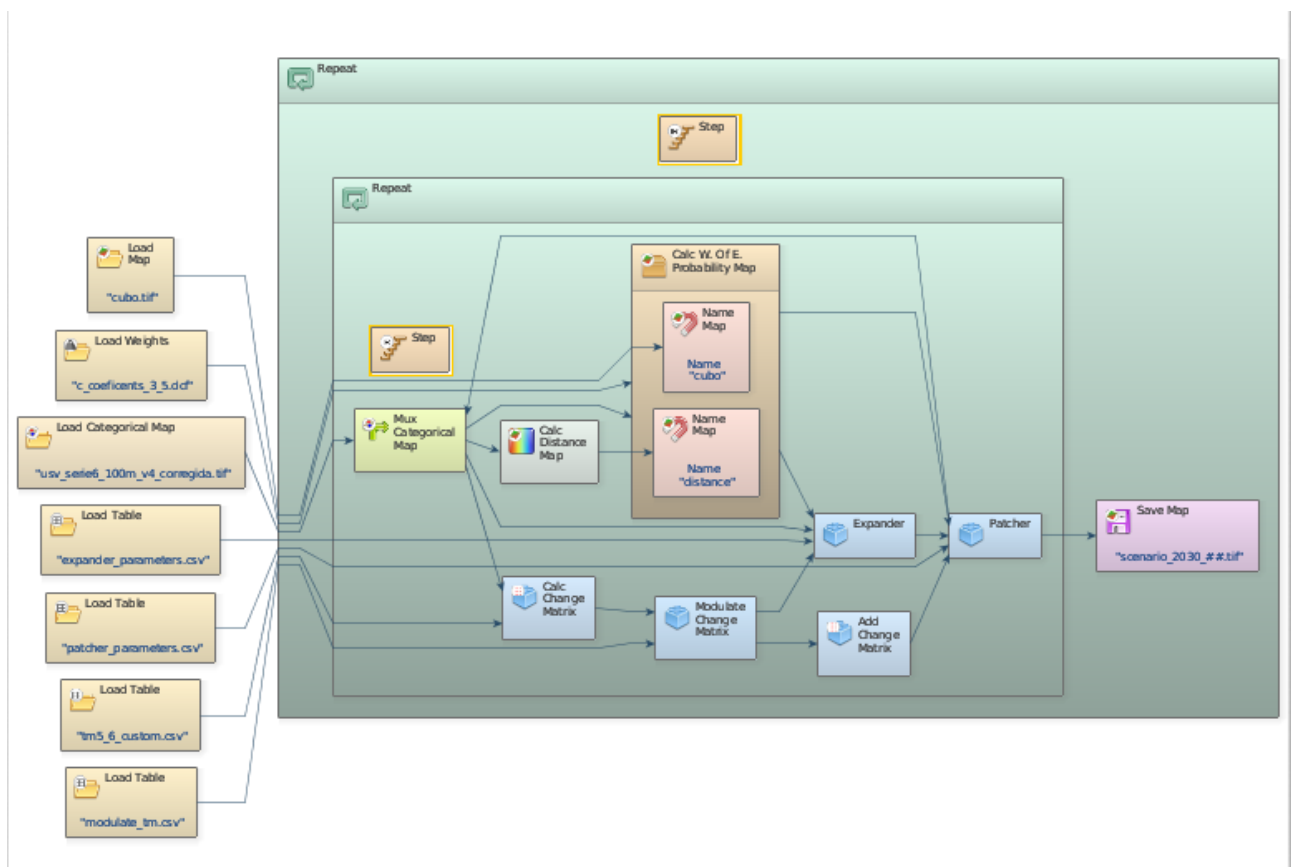 Repeat
Step
Repeat
Load
Map
"cubo.tif"
Calc W. Of E.
Probability Map
Name
Map
Name
"cubo"
Step
Load Weights
"c_coeficents_3_5.dcf"
Mux
Categorical
Map
Calc
Distance
Map
Name
Map
Name
"distance"
Load Categorical Map
"usv_serie6_100m_v4_corregida.tif"
Load Table
"expander_parameters.csv"
Expander
Patcher
Save Map
"scenario_2030_##.tif"
Calc
Change
Matrix
Modulate
Change
Matrix
Add
Change
Matrix
Load Table
"patcher_parameters.csv"
Load Table
"tm5_6_custom.csv"
Load Table
"modulate_tm.csv"